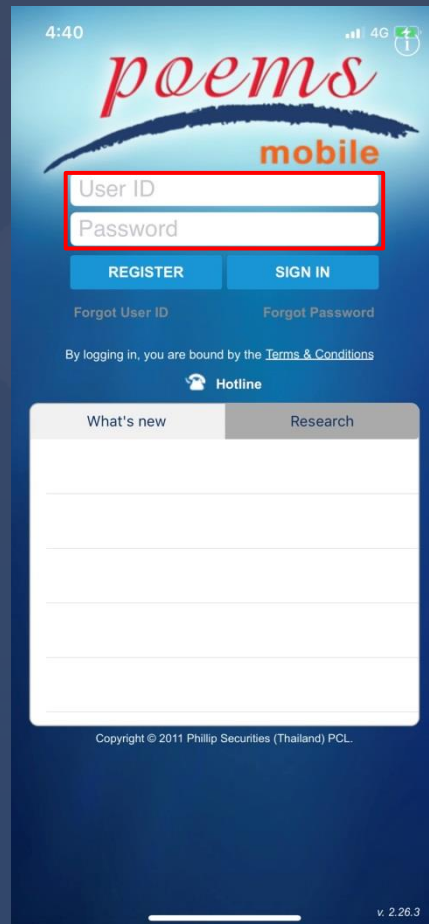 4:40 4G
poems
mobile
User ID
Password
REGISTER SIGN IN
Forgot User ID Forgot Password
By logging in, you are bound by the Terms & Conditions
Hotline
What's new Research
Copyright © 2011 Phillip Securities (Thailand) PCL.
v. 2.26.3